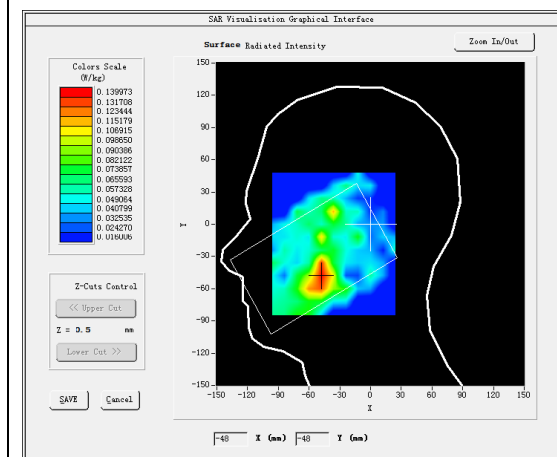 SAR Visualisation Graphical Interface
Surface Radiated Intensity
Zoom In/Out
Colors Scale
(W/kg)
0.139973
0.131708
0.123444
0.115179
0.106915
0.098650
0.090386
0.082122
0.073857
0.065593
0.057328
0.049064
0.040799
0.032535
0.024270
0.016006
Z-Cuts Control
<< Upper Cut
Z = 3.5 mm
Lower Cut >>
SAVE Cancel
150
120
90
60
30
0
-30
-60
-90
-120
-150
Y
-150 -120 -90 -60 -30 0 30 60 90 120 150
X
-48 X (mm) -48 Y (mm)